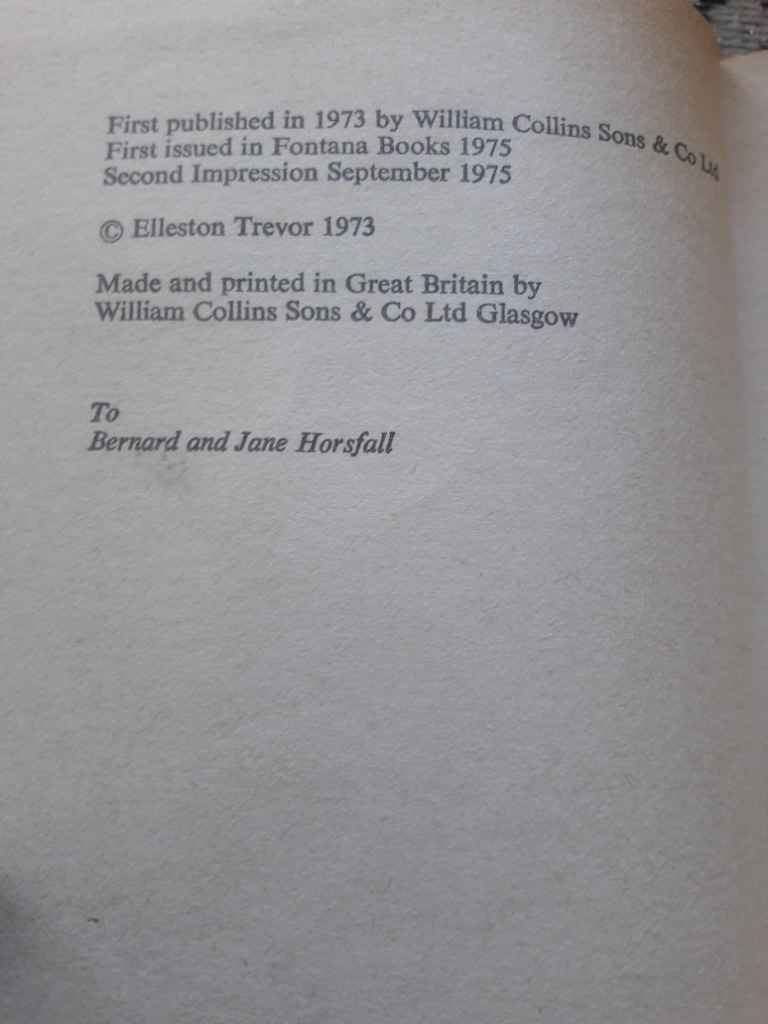 First published in 1973 by William Collins Sons & Co Ltd
First issued in Fontana Books 1975
Second Impression September 1975
© Elleston Trevor 1973
Made and printed in Great Britain by
William Collins Sons & Co Ltd Glasgow
To
Bernard and Jane Horsfall